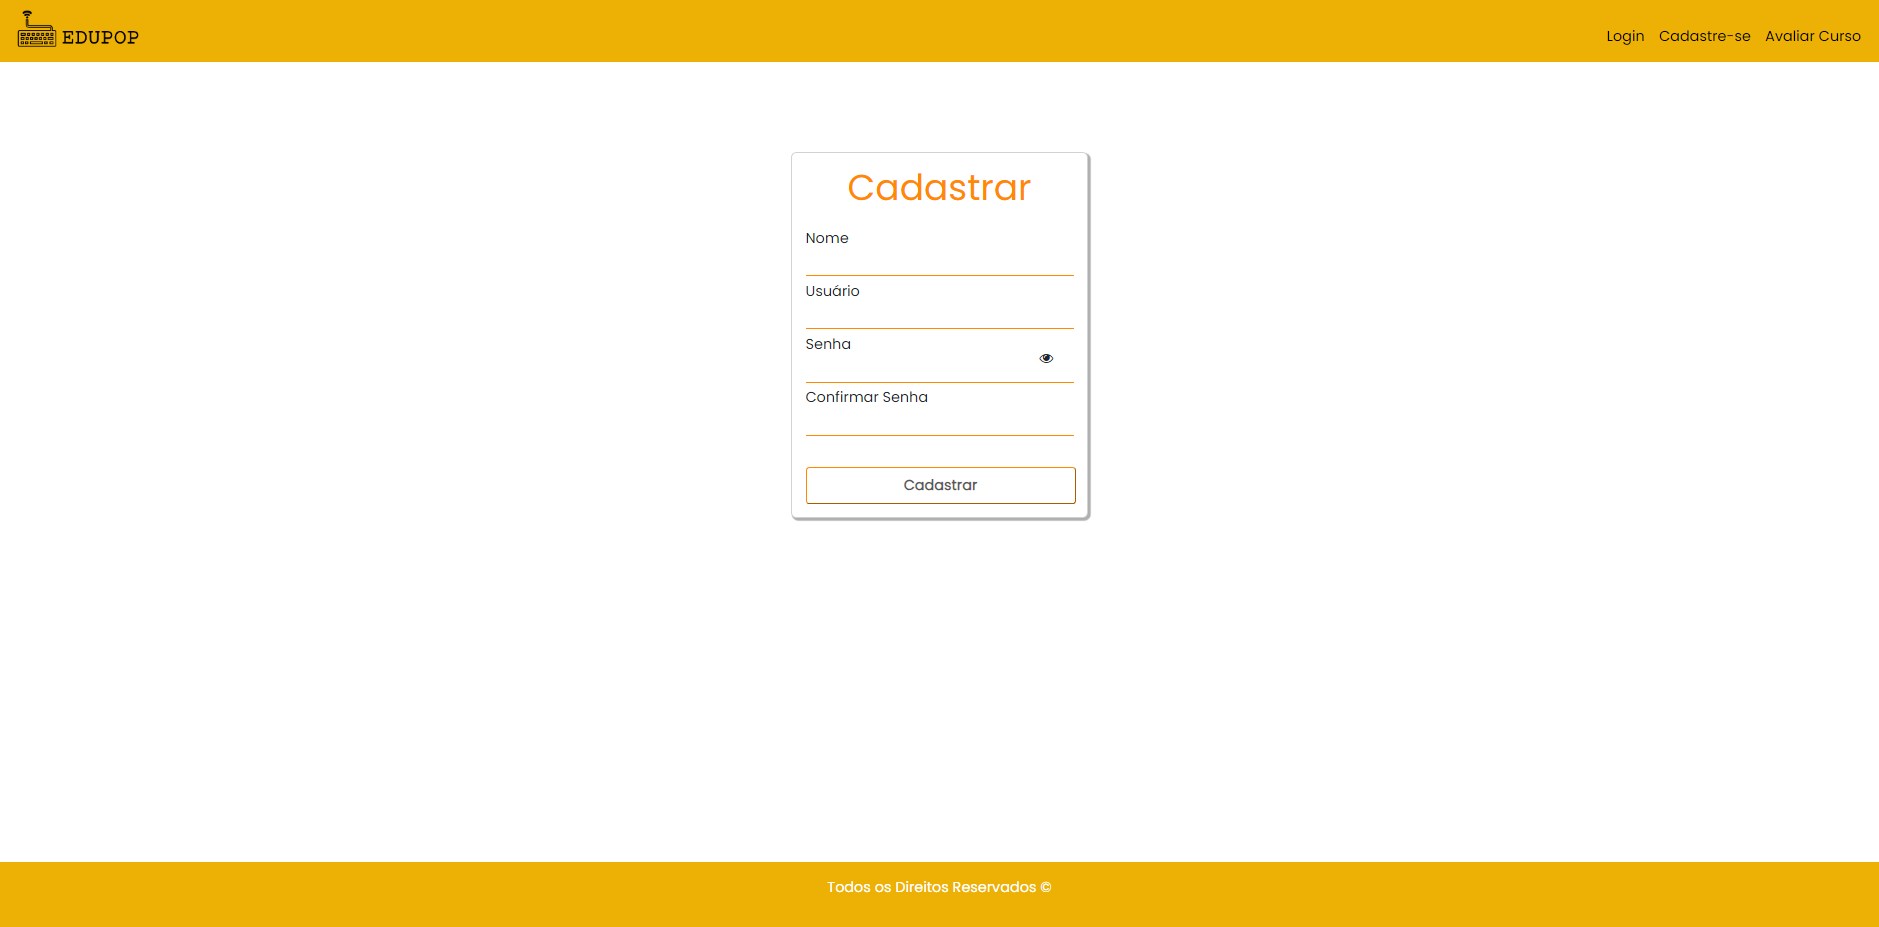 EDUPOP
Login Cadastre-se Avaliar Curso
Cadastrar
Nome
Usuário
Senha
Confirmar Senha
Cadastrar
Todos os Direitos Reservados ©